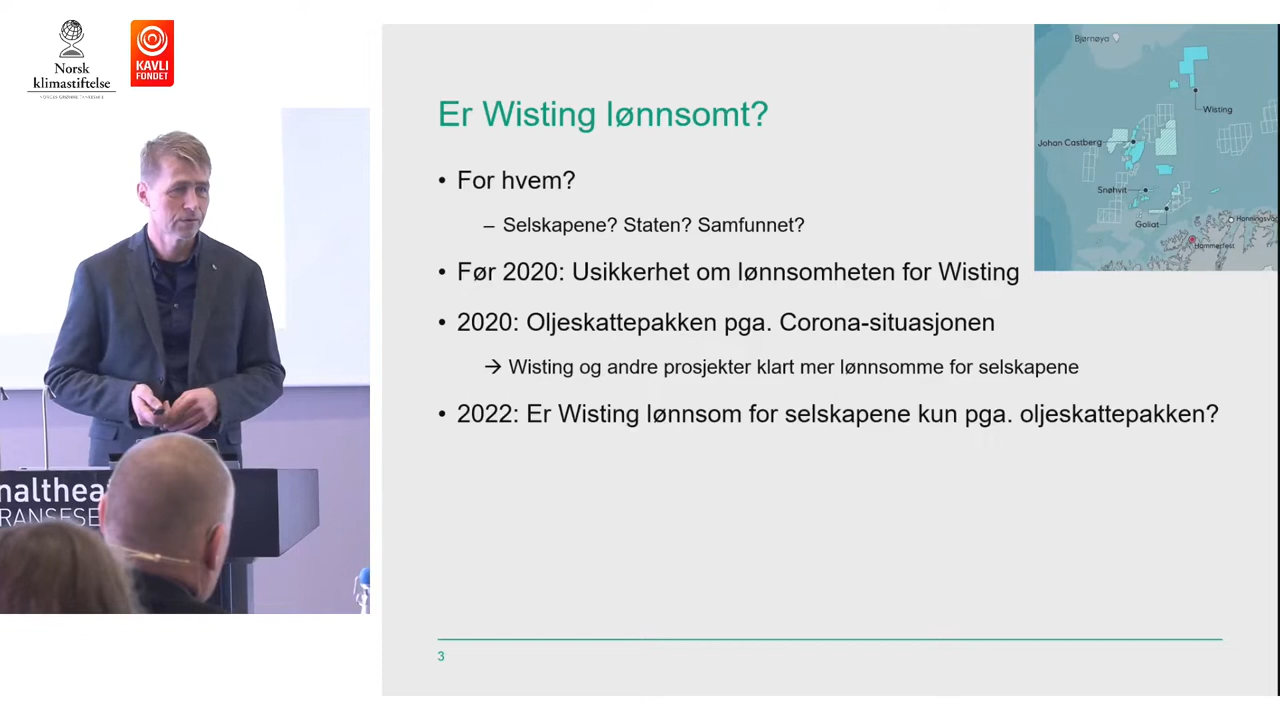 Norsk
klimastiftelse
KAVLI
FONDET
Er Wisting lønnsomt?
• For hvem?
– Selskapene? Staten? Samfunnet?
• Før 2020: Usikkerhet om lønnsomheten for Wisting
• 2020: Oljeskattepakken pga. Corona-situasjonen
→ Wisting og andre prosjekter klart mer lønnsomme for selskapene
• 2022: Er Wisting lønnsom for selskapene kun pga. oljeskattepakken?
3
Bjørnøya
Wisting
Johan Castberg
Snøhvit
Goliat
Honningsvåg
Hammerfest
naltheat
RANSESE